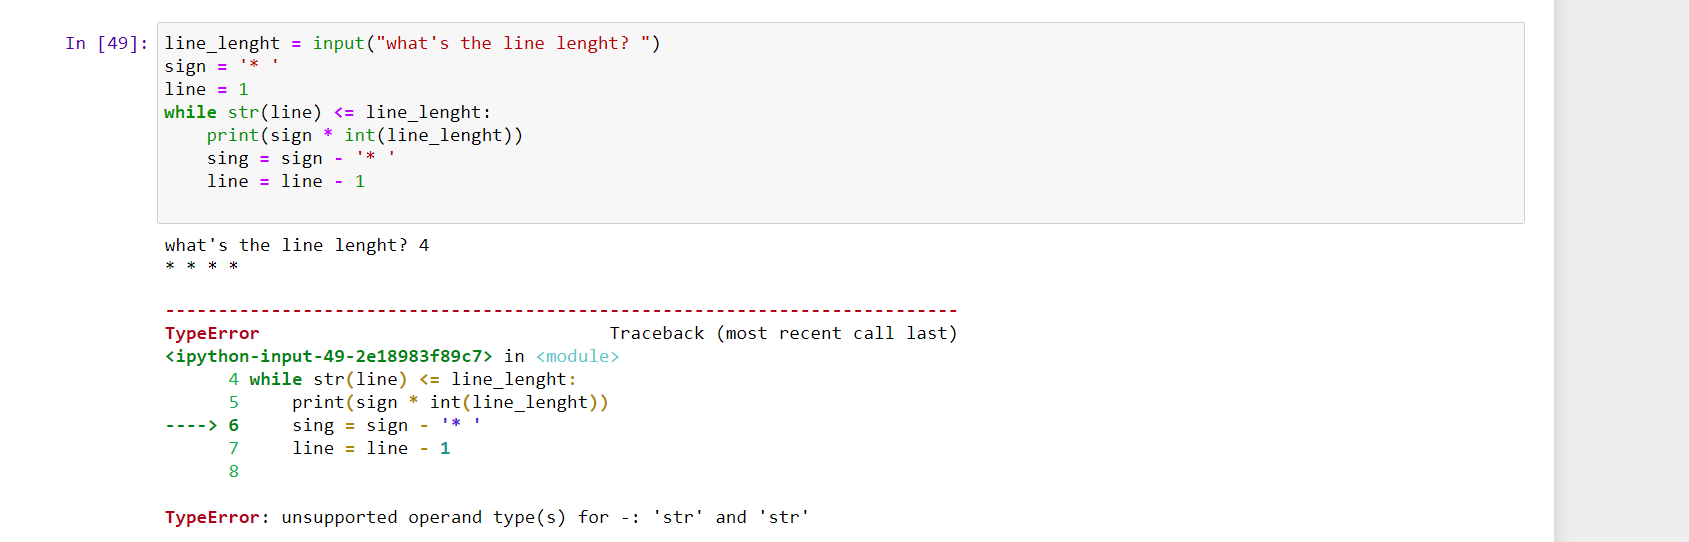 In [49]: line_lenght = input("what's the line lenght? ")
sign = '* '
line = 1
while str(line) <= line_lenght:
    print(sign * int(line_lenght))
    sing = sign - '* '
    line = line - 1
what's the line lenght? 4
* * * *
---------------------------------------------------------------------------
TypeError                                 Traceback (most recent call last)
<ipython-input-49-2e18983f89c7> in <module>
      4 while str(line) <= line_lenght:
      5     print(sign * int(line_lenght))
----> 6     sing = sign - '* '
      7     line = line - 1
      8
TypeError: unsupported operand type(s) for -: 'str' and 'str'